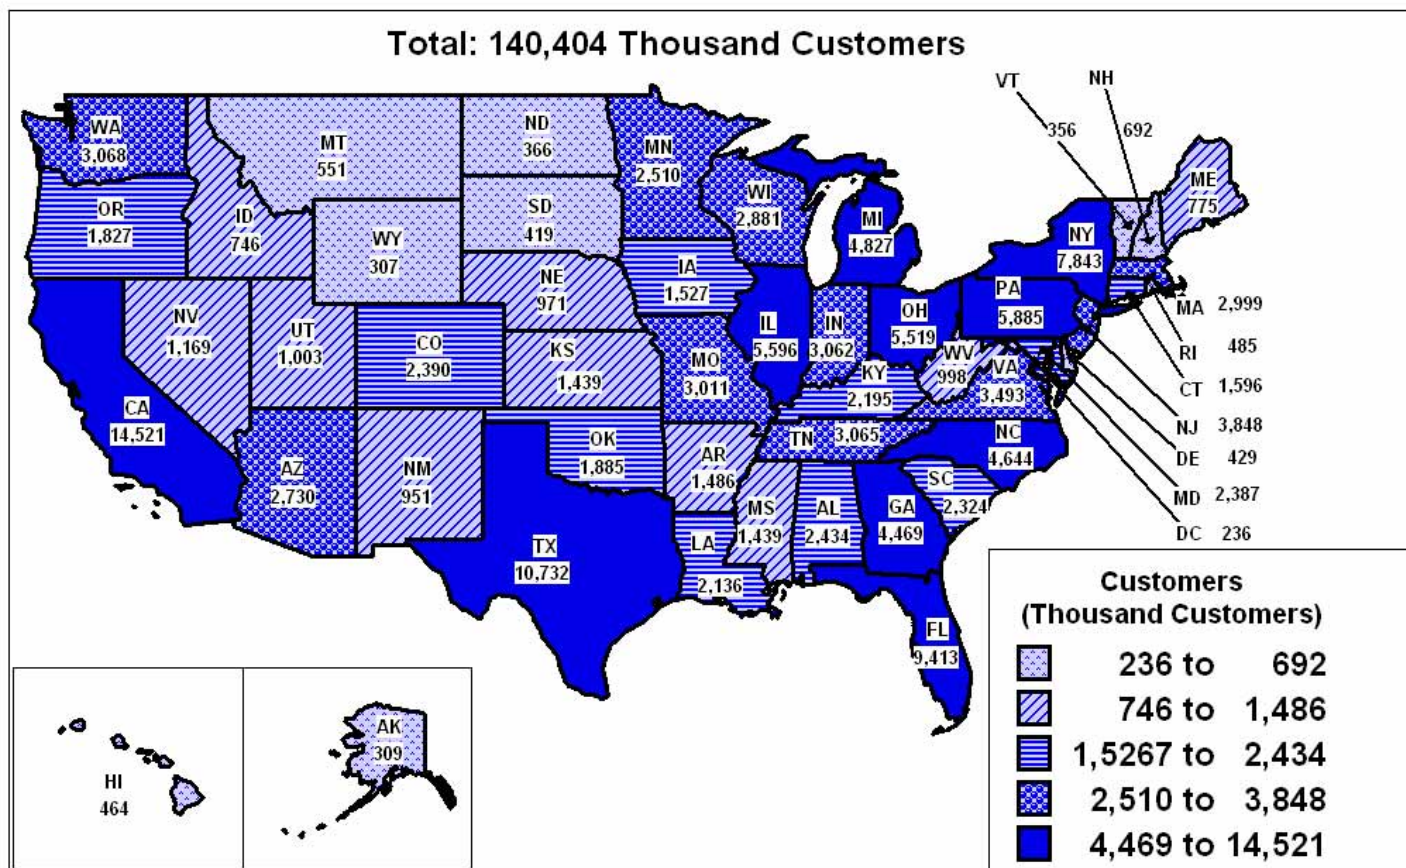 Total: 140,404 Thousand Customers
VT
NH
356
692
WA
3,068
MT
551
ND
366
MN
2,510
ME
775
OR
1,827
ID
746
WY
307
SD
419
WI
2,881
MI
4,827
NY
7,843
NE
971
IA
1,527
PA
5,885
NV
1,169
UT
1,003
CO
2,390
KS
1,439
MO
3,011
IL
5,596
IN
3,062
OH
5,519
WV
998
VA
3,493
KY
2,195
MA 2,999
RI 485
CT 1,596
NJ 3,848
DE 429
MD 2,387
DC 236
CA
14,521
AZ
2,730
NM
951
OK
1,885
AR
1,486
TN 3,065
NC
4,644
SC
2,324
MS
1,439
AL
2,434
GA
4,469
TX
10,732
LA
2,136
FL
9,413
HI
464
AK
309
Customers
(Thousand Customers)
236 to 692
746 to 1,486
1,5267 to 2,434
2,510 to 3,848
4,469 to 14,521